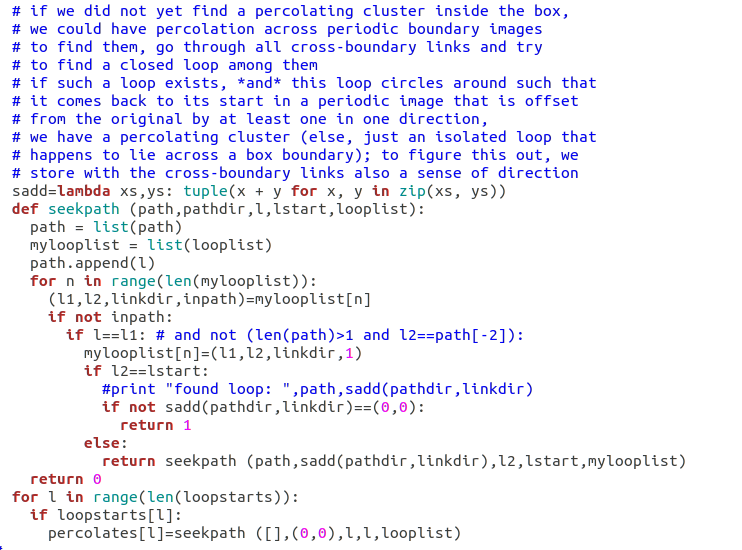 # if we did not yet find a percolating cluster inside the box,
# we could have percolation across periodic boundary images
# to find them, go through all cross-boundary links and try
# to find a closed loop among them
# if such a loop exists, *and* this loop circles around such that
# it comes back to its start in a periodic image that is offset
# from the original by at least one in one direction,
# we have a percolating cluster (else, just an isolated loop that
# happens to lie across a box boundary); to figure this out, we
# store with the cross-boundary links also a sense of direction
sadd=lambda xs,ys: tuple(x + y for x, y in zip(xs, ys))
def seekpath (path,pathdir,l,lstart,looplist):
  path = list(path)
  mylooplist = list(looplist)
  path.append(l)
  for n in range(len(mylooplist)):
    (l1,l2,linkdir,inpath)=mylooplist[n]
    if not inpath:
      if l==l1: # and not (len(path)>1 and l2==path[-2]):
        mylooplist[n]=(l1,l2,linkdir,1)
        if l2==lstart:
          #print "found loop: ",path,sadd(pathdir,linkdir)
          if not sadd(pathdir,linkdir)==(0,0):
            return 1
        else:
          return seekpath (path,sadd(pathdir,linkdir),l2,lstart,mylooplist)
  return 0
for l in range(len(loopstarts)):
  if loopstarts[l]:
    percolates[l]=seekpath ([],(0,0),l,l,looplist)